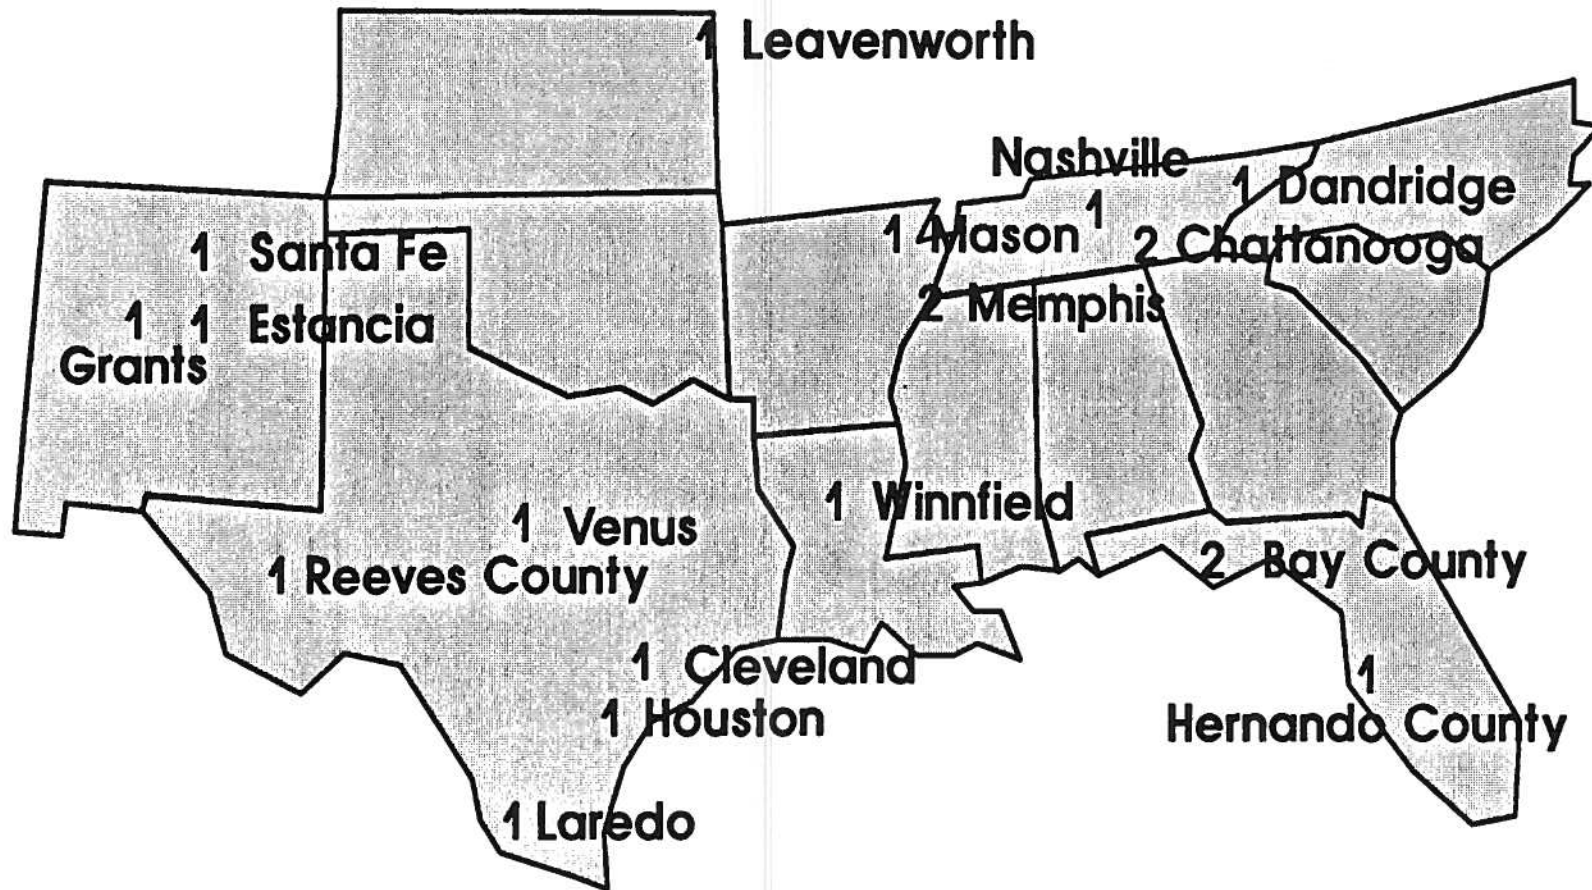 1 Leavenworth
Nashville
1
1 Dandridge
1 Mason
2 Chattanooga
1 Santa Fe
2 Memphis
1
1 Estancia
Grants
1 Winnfield
1 Venus
2 Bay County
1 Reeves County
1 Cleveland
1
1 Houston
Hernando County
1 Laredo